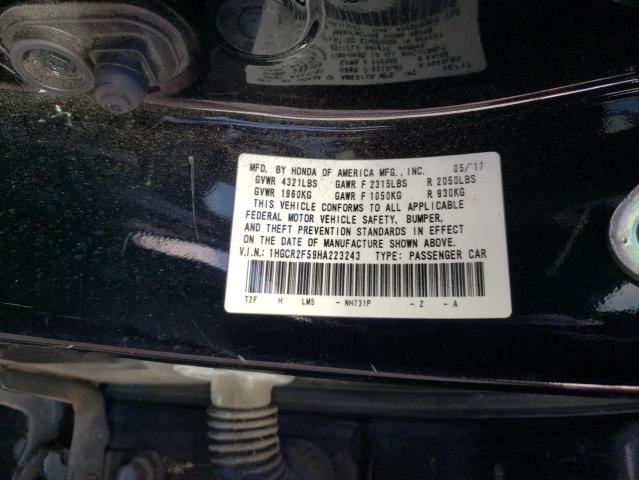 MFD. BY HONDA OF AMERICA MFG., INC. 05/'17
GVWR 4321LBS GAWR F 2315LBS R 2050LBS
GVWR 1960KG GAWR F 1050KG R 930KG
THIS VEHICLE CONFORMS TO ALL APPLICABLE
FEDERAL MOTOR VEHICLE SAFETY, BUMPER,
AND THEFT PREVENTION STANDARDS IN EFFECT
ON THE DATE OF MANUFACTURE SHOWN ABOVE.
V.I.N.: 1HGCR2F59HA223243 TYPE: PASSENGER CAR
T2F H LM5 - NH731P - Z - A